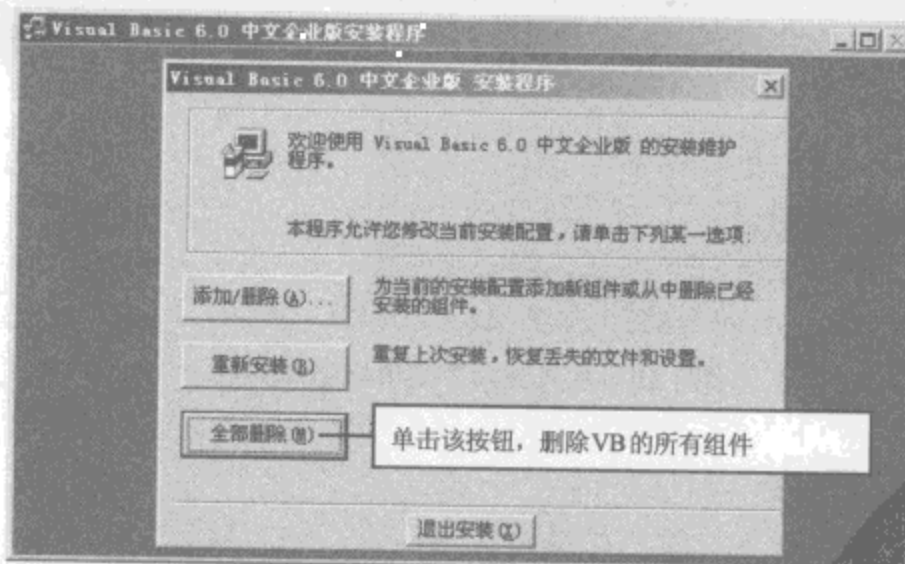 Visual Basic 6.0 中文企业版安装程序
Visual Basic 6.0 中文企业版 安装程序
欢迎使用 Visual Basic 6.0 中文企业版 的安装维护
程序。
本程序允许您修改当前安装配置，请单击下列某一选项:
添加/删除(A)...
为当前的安装配置添加新组件或从中删除已经
安装的组件。
重新安装(R)
重复上次安装，恢复丢失的文件和设置。
全部删除(M)
单击该按钮，删除VB的所有组件
退出安装(X)